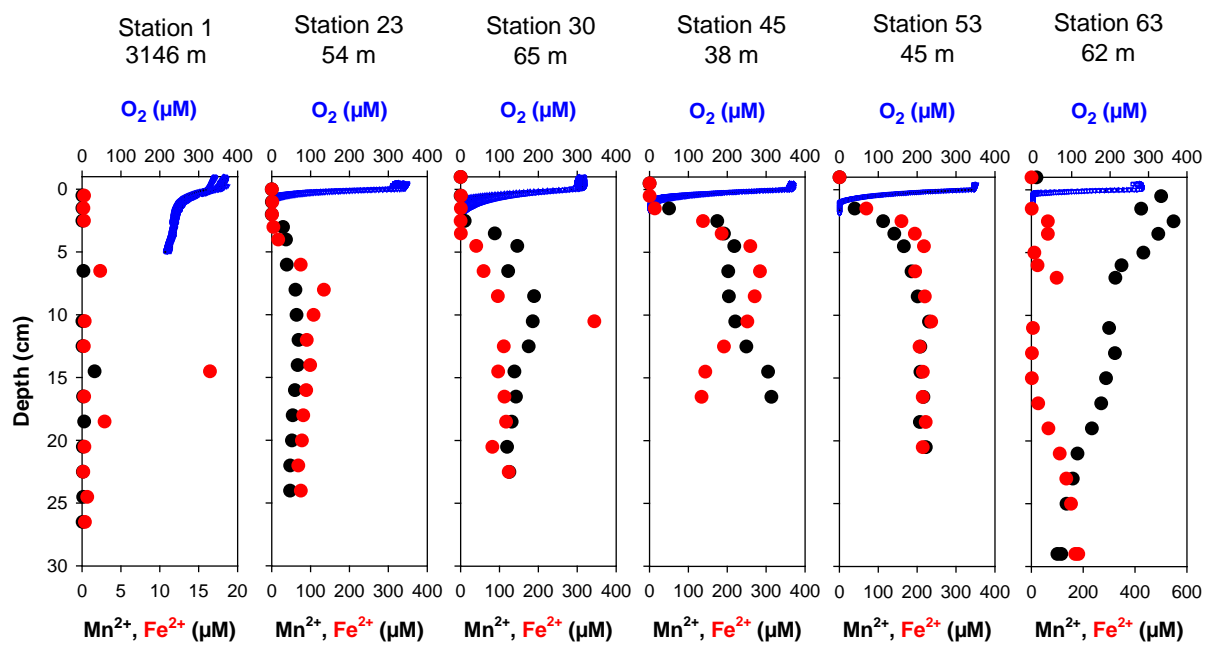 Station 1 Station 23 Station 30 Station 45 Station 53 Station 63
3146 m 54 m 65 m 38 m 45 m 62 m
O₂ (µM) O₂ (µM) O₂ (µM) O₂ (µM) O₂ (µM) O₂ (µM)
0 100 200 300 400 0 100 200 300 400 0 100 200 300 400 0 100 200 300 400 0 100 200 300 400 0 100 200 300 400
0
5
10
15
20
25
30
Depth (cm)
0 5 10 15 20 0 100 200 300 400 0 100 200 300 400 0 100 200 300 400 0 100 200 300 400 0 200 400 600
Mn²⁺, Fe²⁺ (µM) Mn²⁺, Fe²⁺ (µM) Mn²⁺, Fe²⁺ (µM) Mn²⁺, Fe²⁺ (µM) Mn²⁺, Fe²⁺ (µM) Mn²⁺, Fe²⁺ (µM)